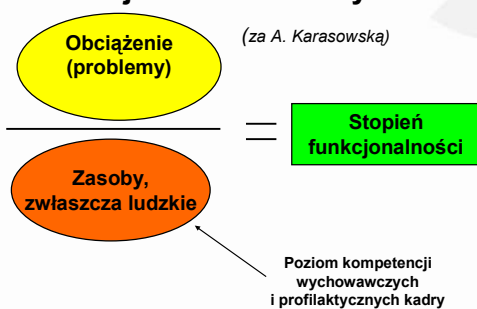 (za A. Karasowską)
Obciążenie
(problemy)
Stopień
funkcjonalności
Zasoby,
zwłaszcza ludzkie
Poziom kompetencji
wychowawczych
i profilaktycznych kadry